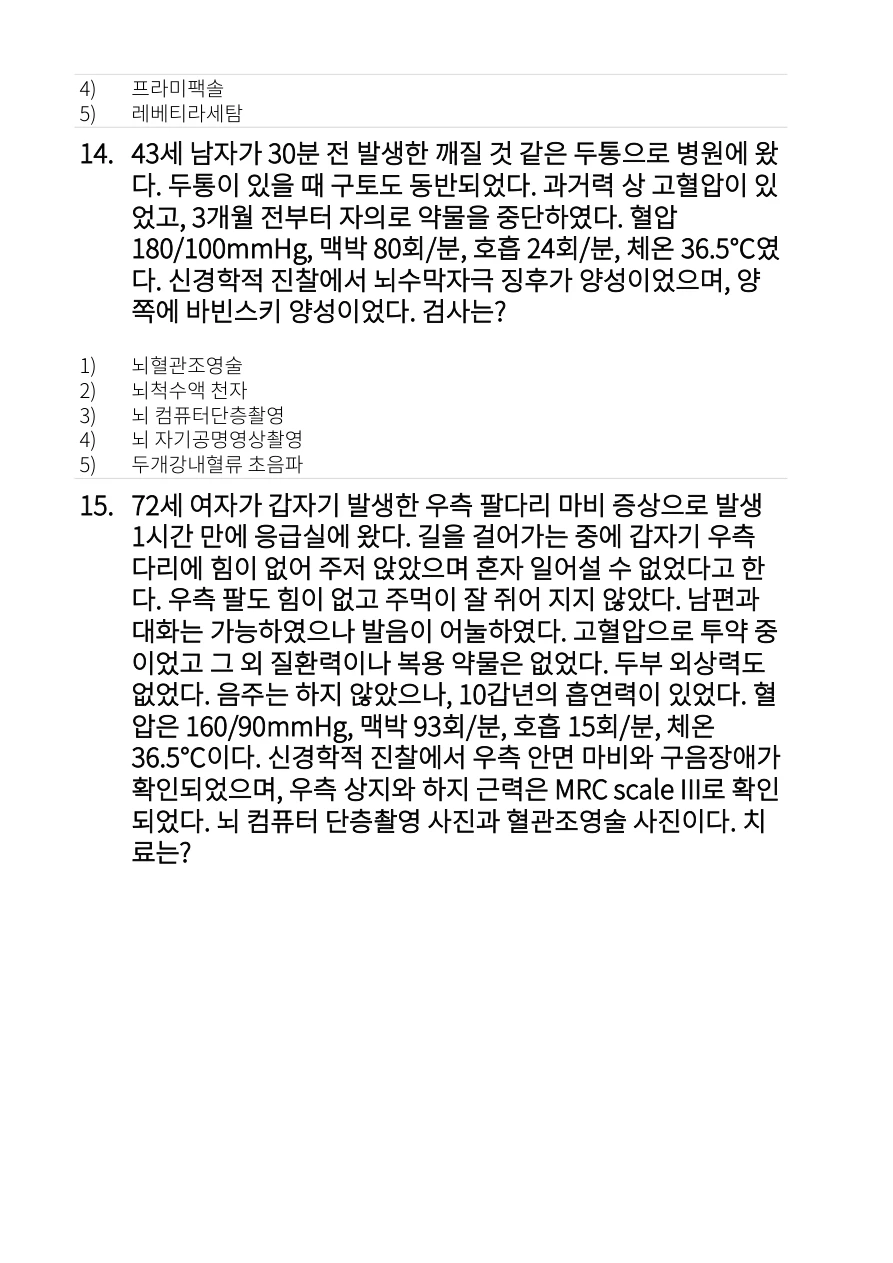 4) 프라미팩솔
5) 레베티라세탐
14. 43세 남자가 30분 전 발생한 깨질 것 같은 두통으로 병원에 왔
다. 두통이 있을 때 구토도 동반되었다. 과거력 상 고혈압이 있
었고, 3개월 전부터 자의로 약물을 중단하였다. 혈압
180/100mmHg, 맥박 80회/분, 호흡 24회/분, 체온 36.5℃였
다. 신경학적 진찰에서 뇌수막자극 징후가 양성이었으며, 양
쪽에 바빈스키 양성이었다. 검사는?
1) 뇌혈관조영술
2) 뇌척수액 천자
3) 뇌 컴퓨터단층촬영
4) 뇌 자기공명영상촬영
5) 두개강내혈류 초음파
15. 72세 여자가 갑자기 발생한 우측 팔다리 마비 증상으로 발생
1시간 만에 응급실에 왔다. 길을 걸어가는 중에 갑자기 우측
다리에 힘이 없어 주저 앉았으며 혼자 일어설 수 없었다고 한
다. 우측 팔도 힘이 없고 주먹이 잘 쥐어 지지 않았다. 남편과
대화는 가능하였으나 발음이 어눌하였다. 고혈압으로 투약 중
이었고 그 외 질환력이나 복용 약물은 없었다. 두부 외상력도
없었다. 음주는 하지 않았으나, 10갑년의 흡연력이 있었다. 혈
압은 160/90mmHg, 맥박 93회/분, 호흡 15회/분, 체온
36.5℃이다. 신경학적 진찰에서 우측 안면 마비와 구음장애가
확인되었으며, 우측 상지와 하지 근력은 MRC scale III로 확인
되었다. 뇌 컴퓨터 단층촬영 사진과 혈관조영술 사진이다. 치
료는?